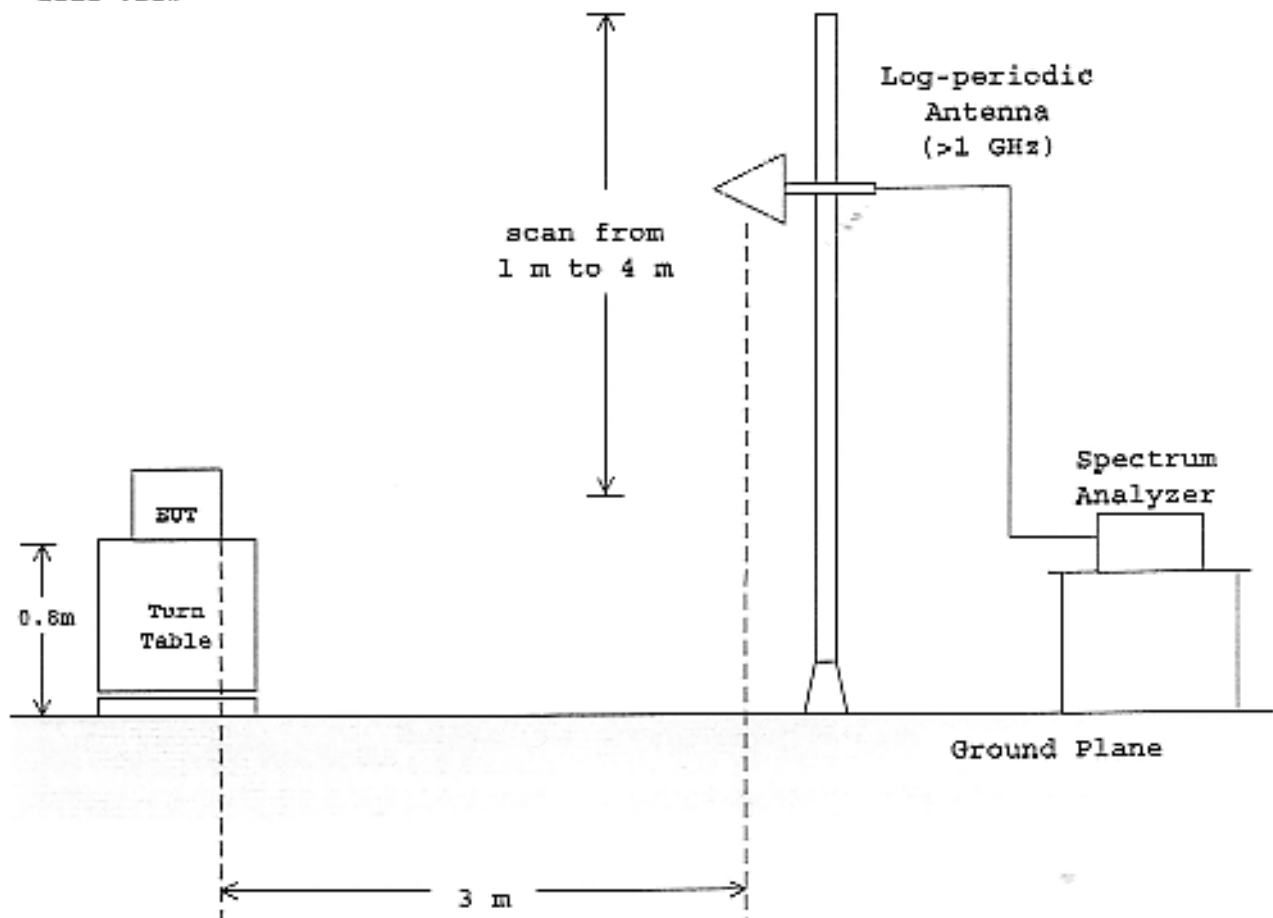 Log-periodic
Antenna
(>1 GHz)
scan from
1 m to 4 m
Spectrum
Analyzer
EUT
0.8m
Turn
Table
Ground Plane
3 m